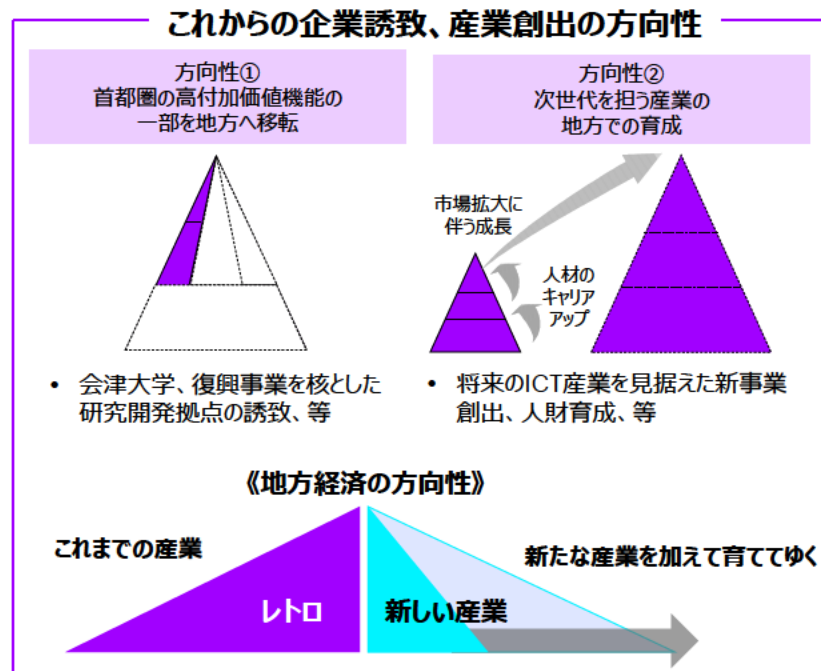 これからの企業誘致、産業創出の方向性
方向性①
首都圏の高付加価値機能の
一部を地方へ移転
方向性②
次世代を担う産業の
地方での育成
市場拡大に
伴う成長
人材の
キャリア
アップ
• 会津大学、復興事業を核とした
研究開発拠点の誘致、等
• 将来のICT産業を見据えた新事業
創出、人財育成、等
《地方経済の方向性》
これまでの産業
新たな産業を加えて育ててゆく
レトロ
新しい産業